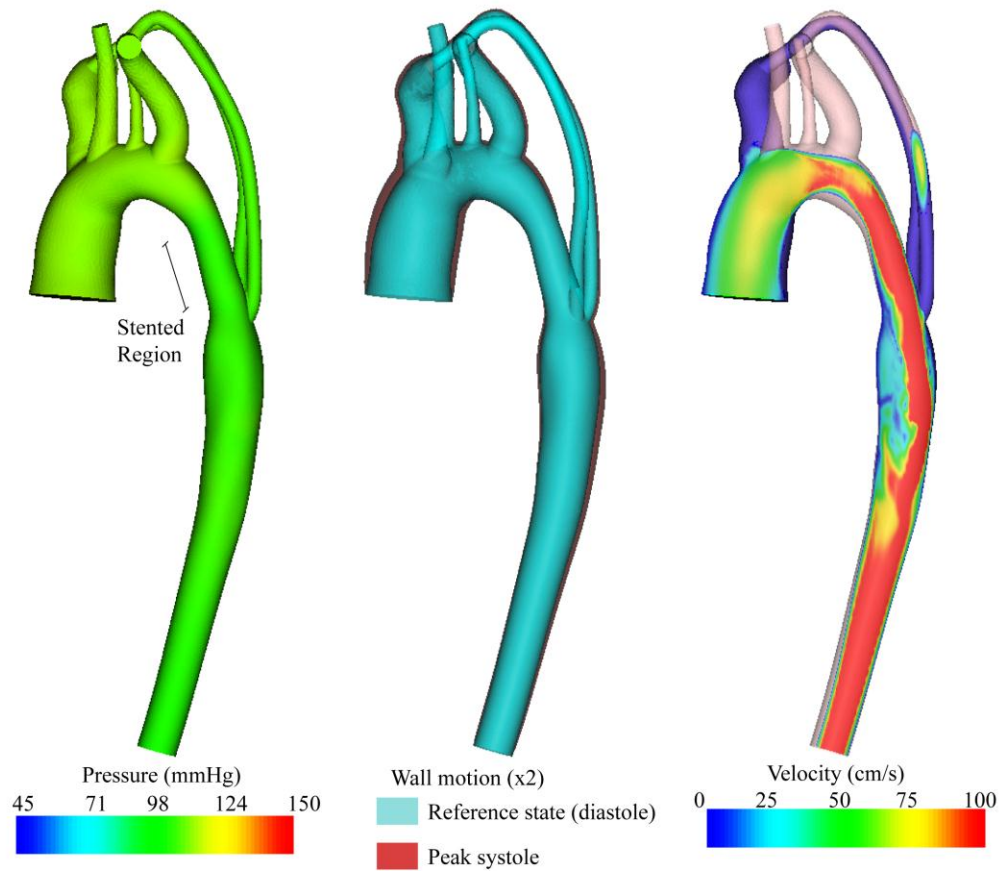 Stented
Region
Pressure (mmHg)
45 71 98 124 150
Wall motion (x2)
Reference state (diastole)
Peak systole
Velocity (cm/s)
0 25 50 75 100